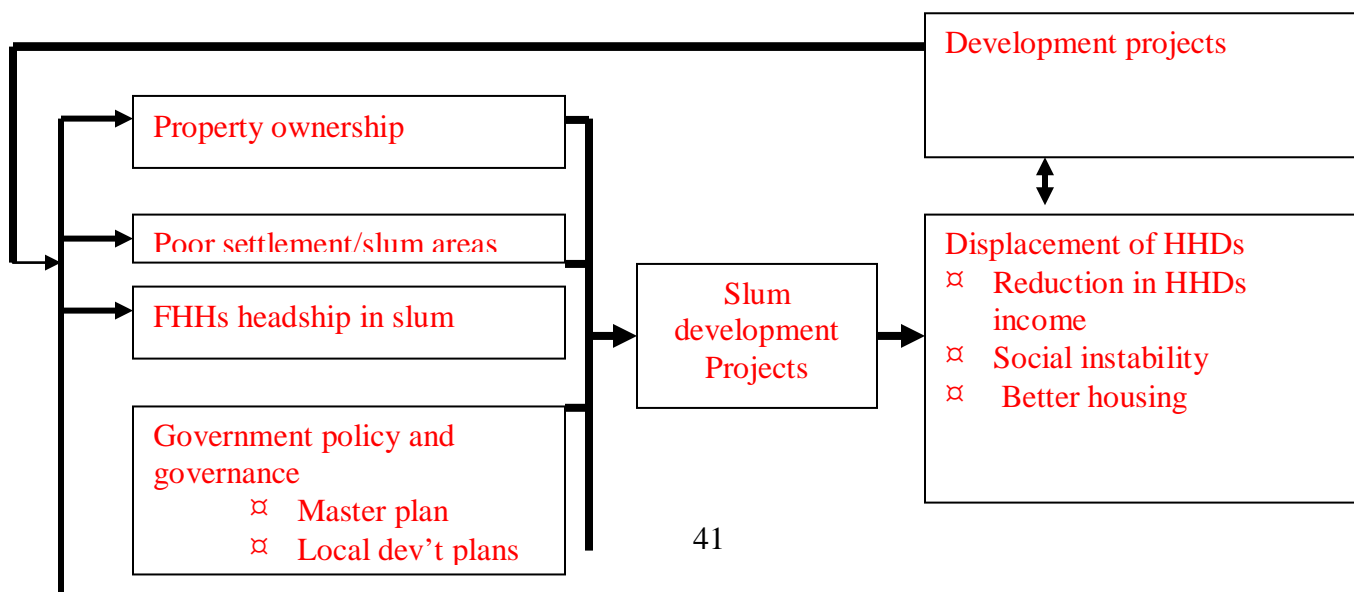 Development projects
Property ownership
Poor settlement/slum areas
FHHs headship in slum
Government policy and
governance
¤ Master plan
¤ Local dev’t plans
Slum
development
Projects
Displacement of HHDs
¤ Reduction in HHDs
income
¤ Social instability
¤ Better housing
41